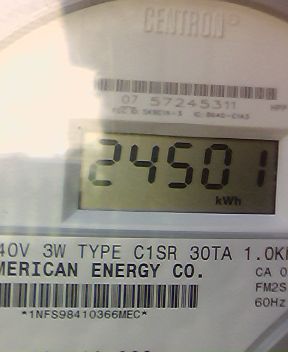 CENTRON®
07 57245311
24501
kWh
40V 3W TYPE C1SR 30TA 1.0K
MERICAN ENERGY CO.
CA 0
FM2S
60Hz
*1NFS98410366MEC*